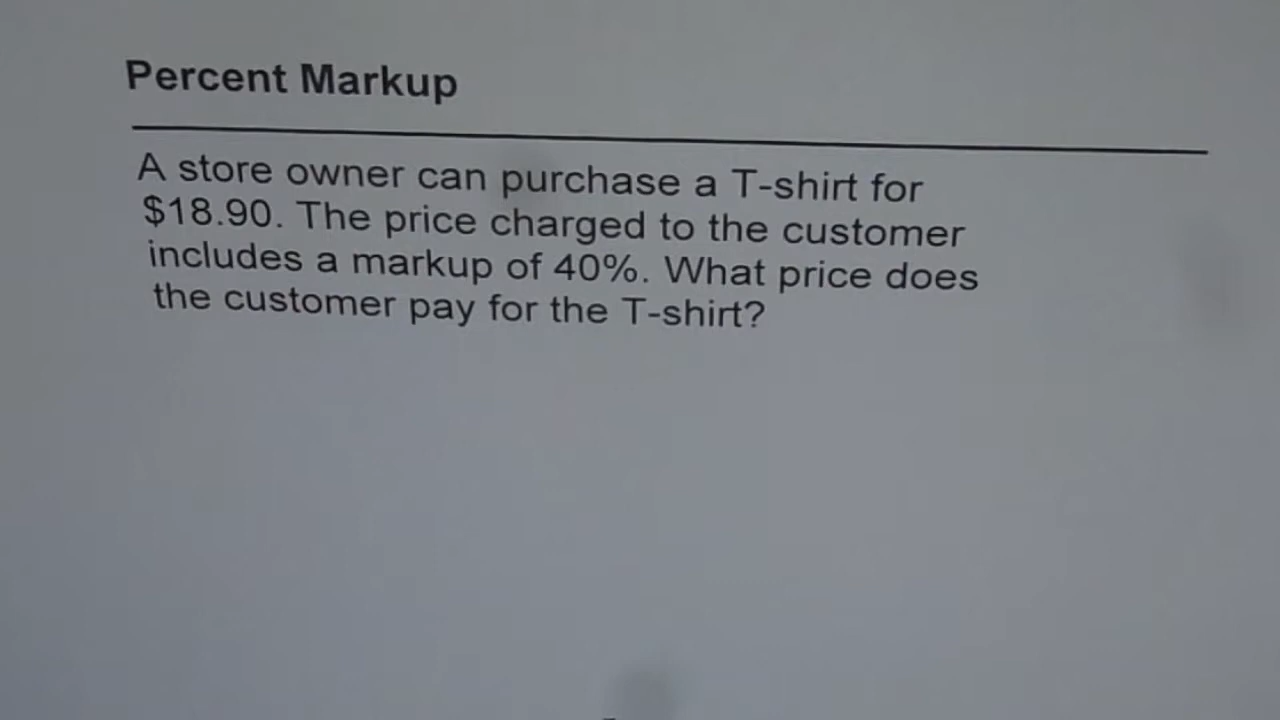 Percent Markup
A store owner can purchase a T-shirt for
$18.90. The price charged to the customer
includes a markup of 40%. What price does
the customer pay for the T-shirt?